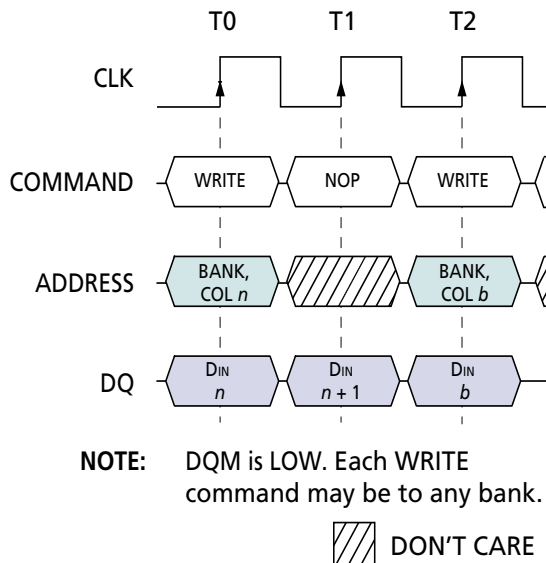 T0 T1 T2
CLK
COMMAND WRITE NOP WRITE
ADDRESS BANK, COL n BANK, COL b
DQ DIN n DIN n + 1 DIN b
NOTE: DQM is LOW. Each WRITE
command may be to any bank.
DON'T CARE